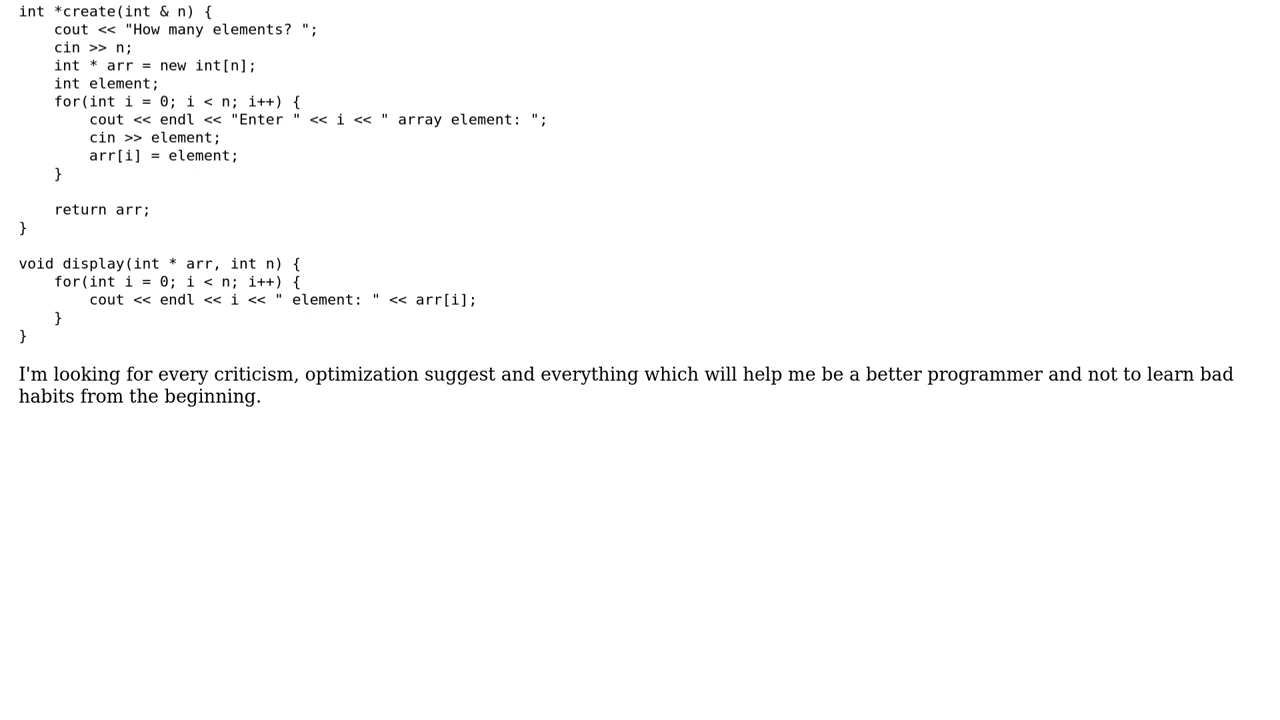 int *create(int & n) {
    cout << "How many elements? ";
    cin >> n;
    int * arr = new int[n];
    int element;
    for(int i = 0; i < n; i++) {
        cout << endl << "Enter " << i << " array element: ";
        cin >> element;
        arr[i] = element;
    }

    return arr;
}

void display(int * arr, int n) {
    for(int i = 0; i < n; i++) {
        cout << endl << i << " element: " << arr[i];
    }
}

I'm looking for every criticism, optimization suggest and everything which will help me be a better programmer and not to learn bad
habits from the beginning.